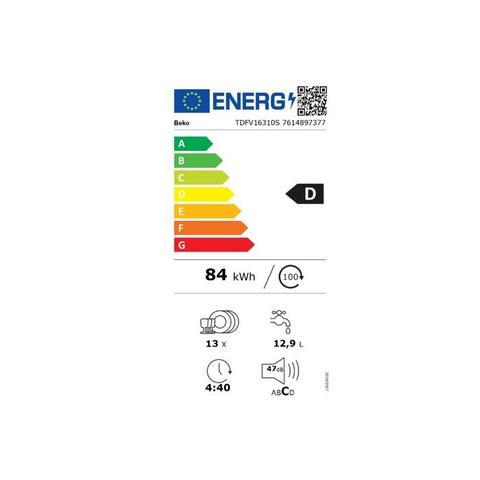 ENERG
Beko TDFV16310S 7614897377
A
B
C
D
E
F
G
D
84 kWh / 100
13 X 12,9 L
4:40 47dB
ABCD